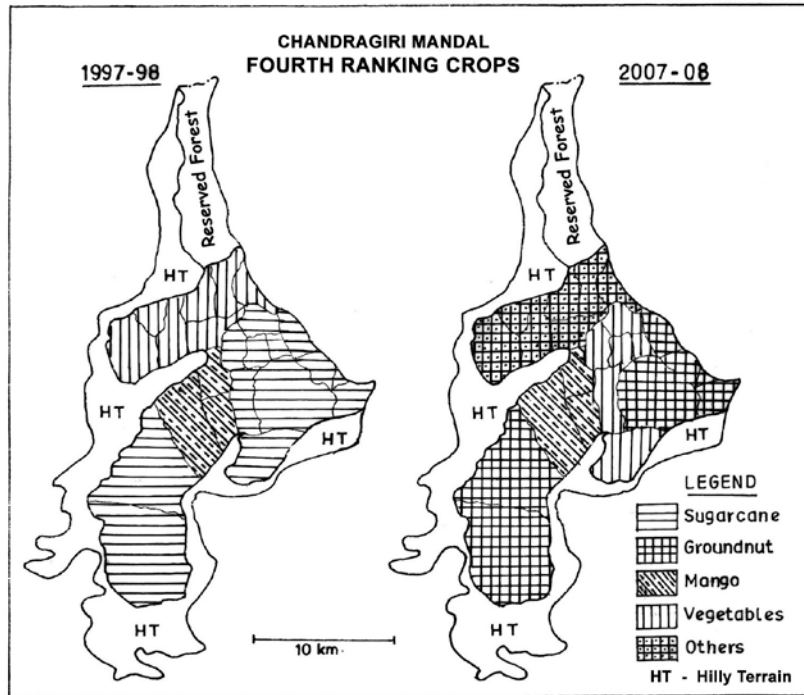 CHANDRAGIRI MANDAL
FOURTH RANKING CROPS
1997-98
2007-08
Reserved Forest
Reserved Forest
HT
HT
HT
HT
HT
HT
HT
HT
LEGEND
Sugarcane
Groundnut
Mango
Vegetables
Others
HT - Hilly Terrain
10 km.